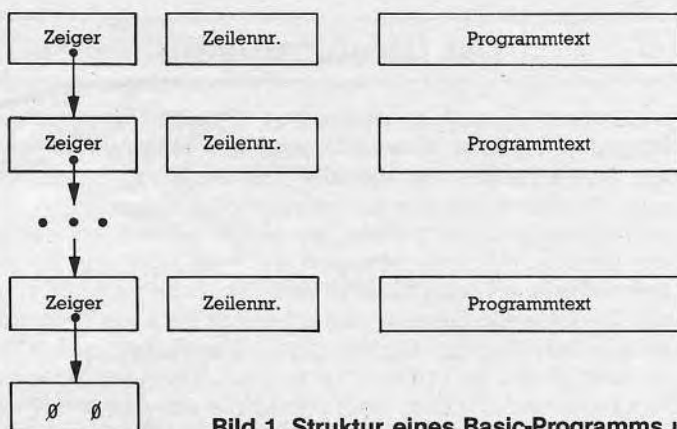 Zeiger Zeilennr. Programmtext
Zeiger Zeilennr. Programmtext
• • •
Zeiger Zeilennr. Programmtext
Ø Ø
Bild 1. Struktur eines Basic-Programms